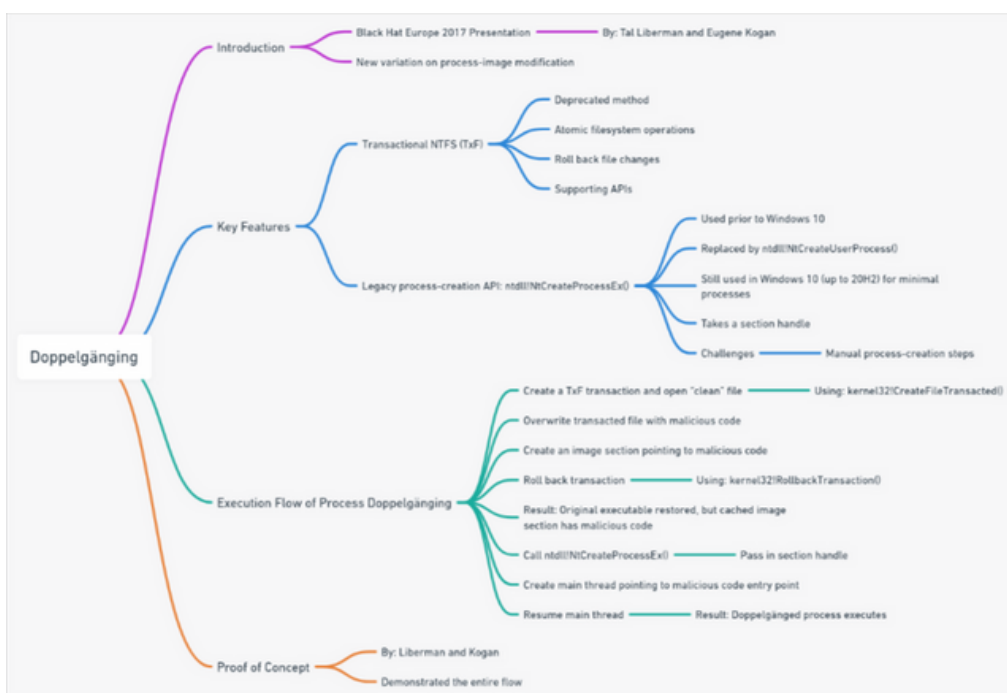 Introduction
Black Hat Europe 2017 Presentation
By: Tal Liberman and Eugene Kogan
New variation on process-image modification
Key Features
Transactional NTFS (TxF)
Deprecated method
Atomic filesystem operations
Roll back file changes
Supporting APIs
Legacy process-creation API: ntdll!NtCreateProcessEx()
Used prior to Windows 10
Replaced by ntdll!NtCreateUserProcess()
Still used in Windows 10 (up to 20H2) for minimal
processes
Takes a section handle
Challenges
Manual process-creation steps
Doppelgänging
Execution Flow of Process Doppelgänging
Create a TxF transaction and open "clean" file
Using: kernel32!CreateFileTransacted()
Overwrite transacted file with malicious code
Create an image section pointing to malicious code
Roll back transaction
Using: kernel32!RollbackTransaction()
Result: Original executable restored, but cached image
section has malicious code
Call ntdll!NtCreateProcessEx()
Pass in section handle
Create main thread pointing to malicious code entry point
Resume main thread
Result: Doppelgänged process executes
Proof of Concept
By: Liberman and Kogan
Demonstrated the entire flow